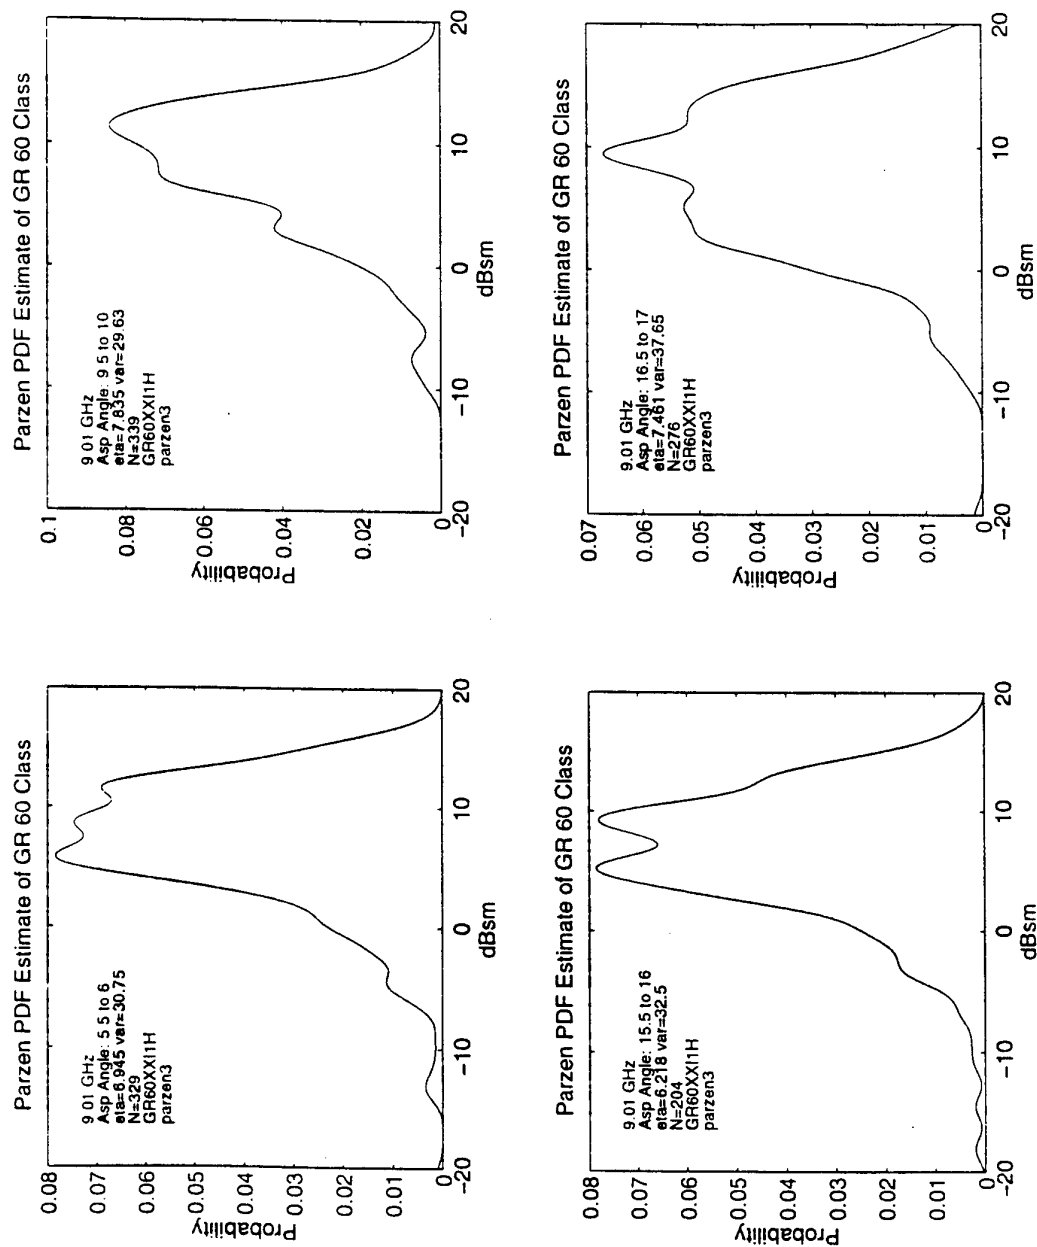 Parzen PDF Estimate of GR 60 Class
9 01 GHz
Asp Angle: 5 5 to 6
eta=6.945 var=30.75
N=329
GR60XXI1H
parzen3
Probability
0.08
0.07
0.06
0.05
0.04
0.03
0.02
0.01
0
-20
-10
0
10
20
dBsm
Parzen PDF Estimate of GR 60 Class
9 01 GHz
Asp Angle: 9 5 to 10
eta=7.835 var=29.63
N=339
GR60XXI1H
parzen3
Probability
0.1
0.08
0.06
0.04
0.02
0
-20
-10
0
10
20
dBsm
Parzen PDF Estimate of GR 60 Class
9.01 GHz
Asp Angle: 15.5 to 16
eta=6.218 var=32.5
N=204
GR60XXI1H
parzen3
Probability
0.08
0.07
0.06
0.05
0.04
0.03
0.02
0.01
0
-20
-10
0
10
20
dBsm
Parzen PDF Estimate of GR 60 Class
9.01 GHz
Asp Angle: 16.5 to 17
eta=7.461 var=37.65
N=276
GR60XXI1H
parzen3
Probability
0.07
0.06
0.05
0.04
0.03
0.02
0.01
0
-20
-10
0
10
20
dBsm